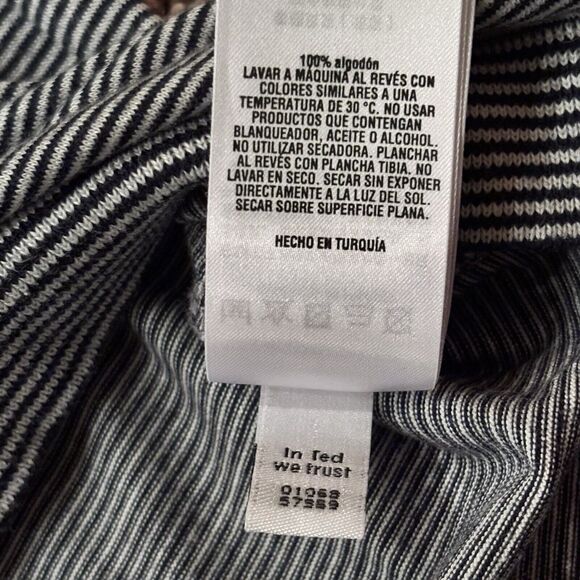 100% algodón
LAVAR A MÁQUINA AL REVÉS CON
COLORES SIMILARES A UNA
TEMPERATURA DE 30 °C. NO USAR
PRODUCTOS QUE CONTENGAN
BLANQUEADOR, ACEITE O ALCOHOL.
NO UTILIZAR SECADORA. PLANCHAR
AL REVÉS CON PLANCHA TIBIA. NO
LAVAR EN SECO. SECAR SIN EXPONER
DIRECTAMENTE A LA LUZ DEL SOL.
SECAR SOBRE SUPERFICIE PLANA.
HECHO EN TURQUÍA
In Ted
we trust
01068
57989